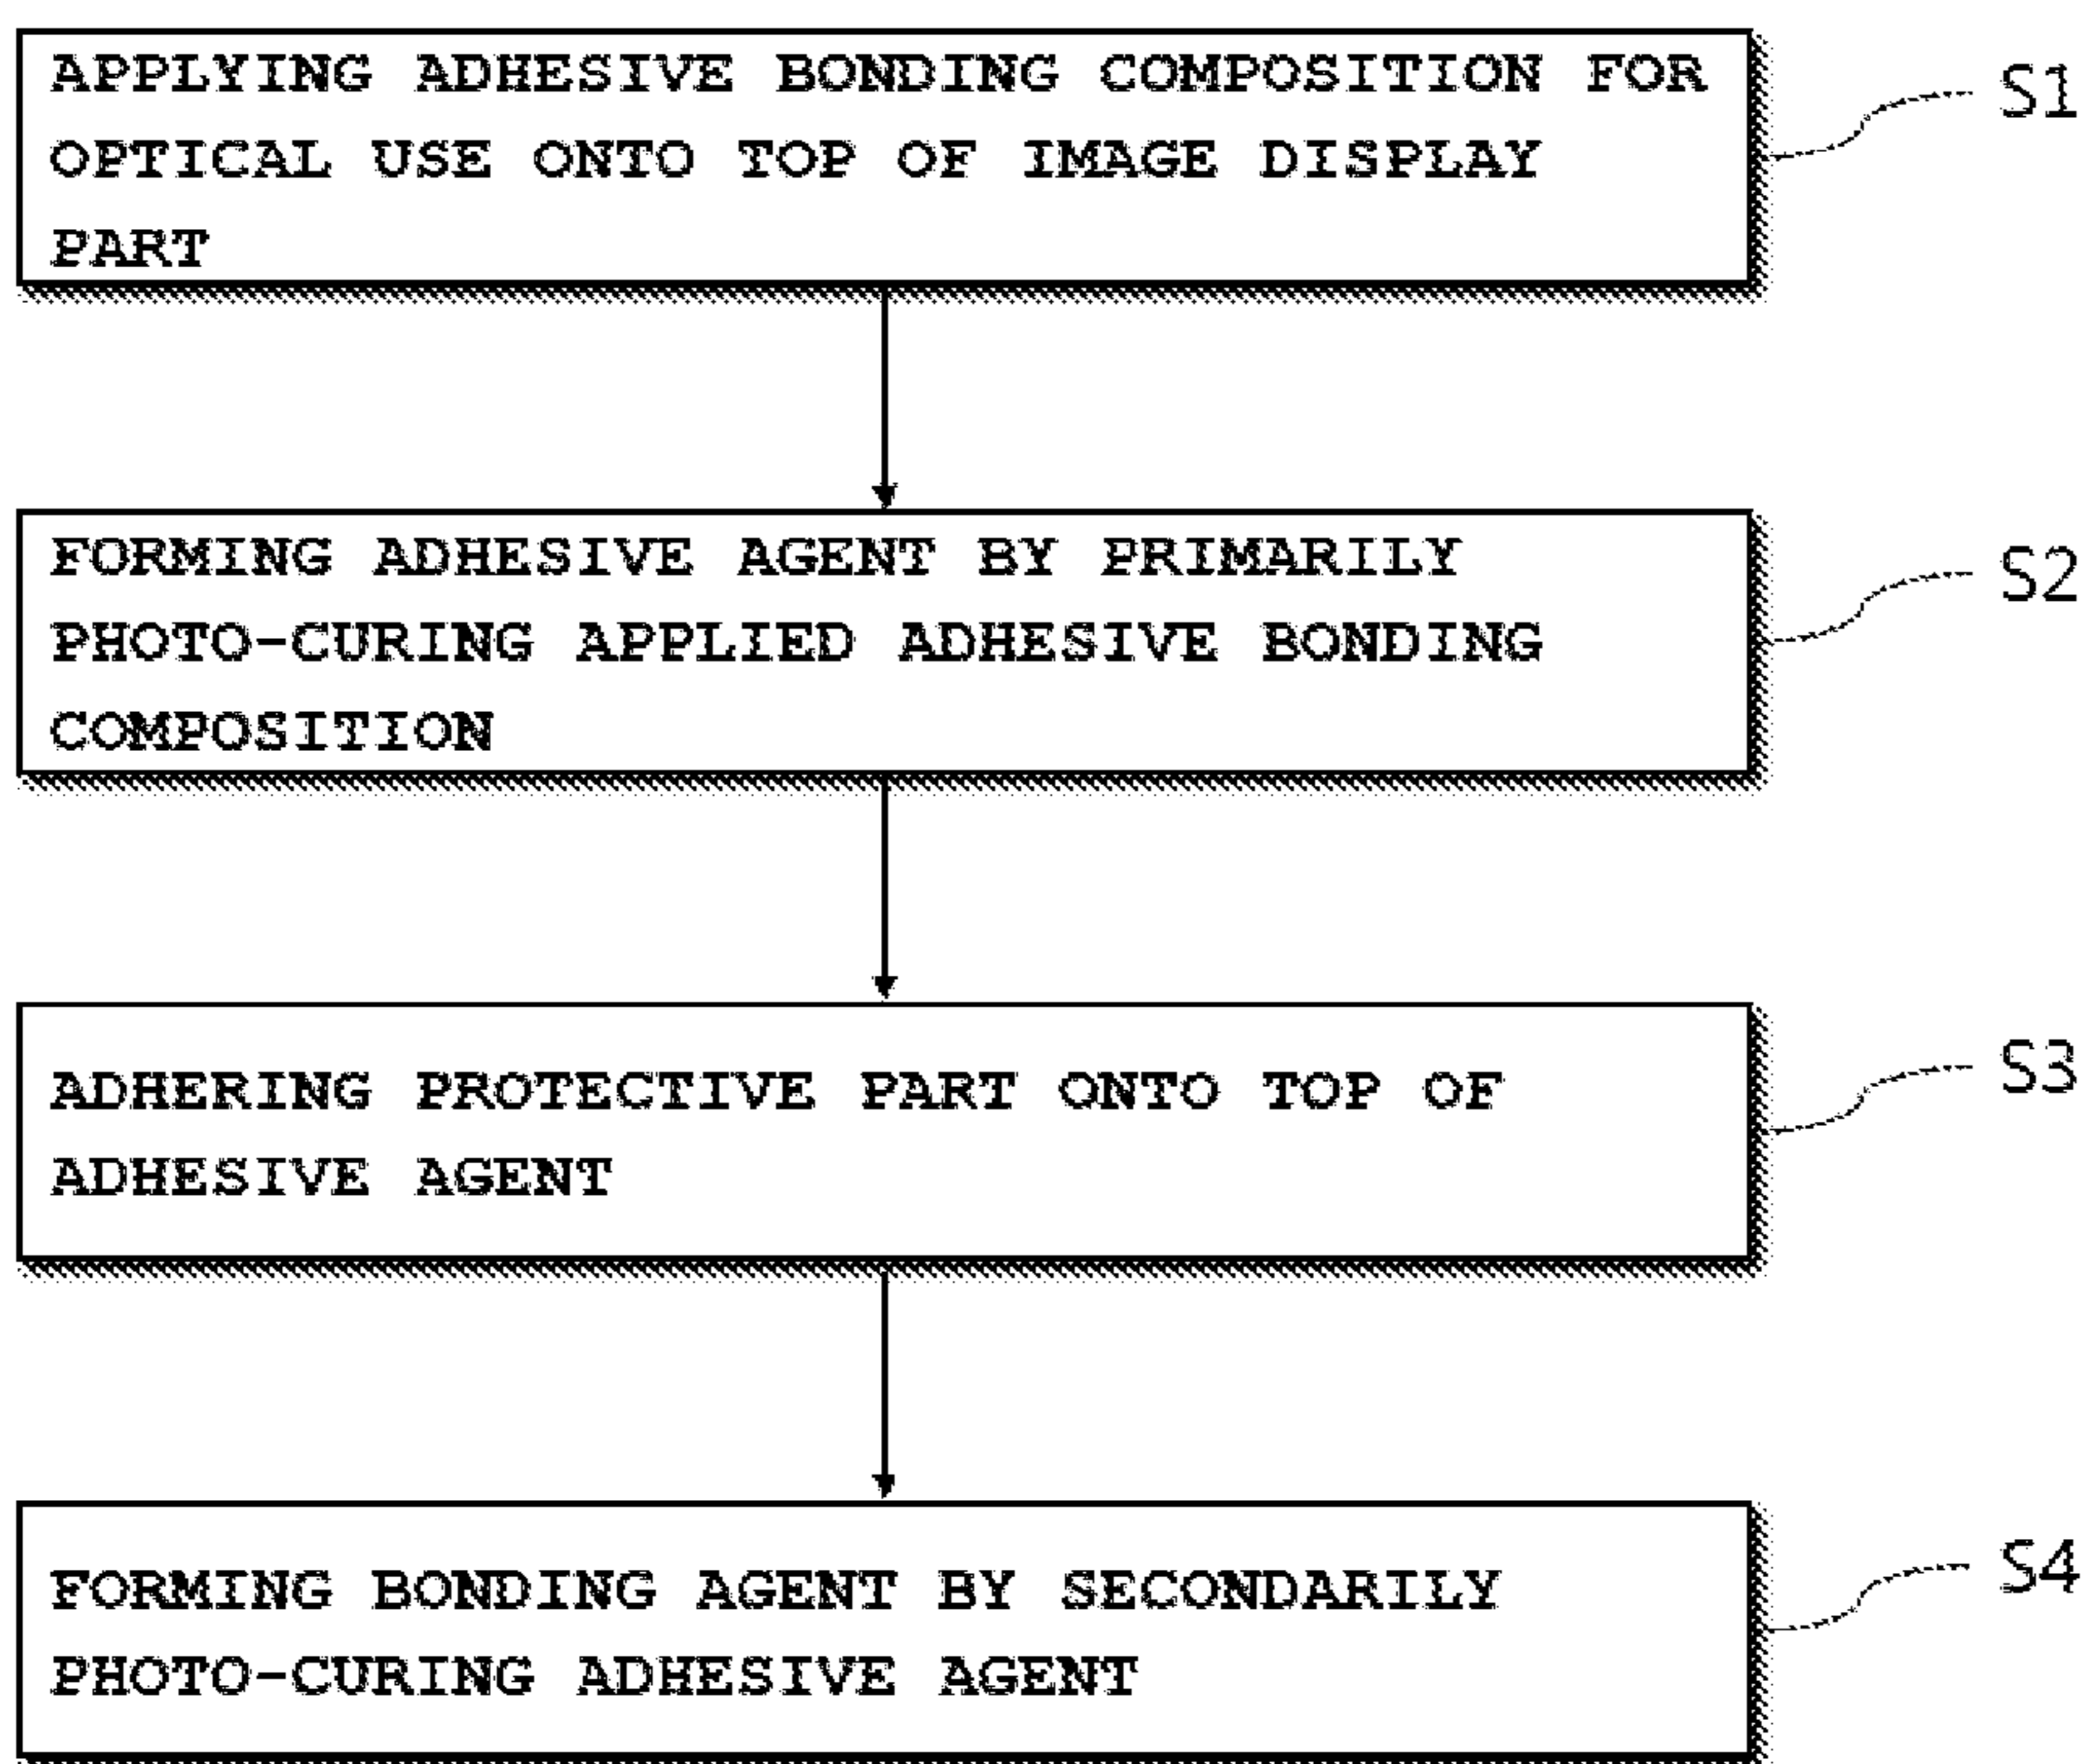 APPLYING ADHESIVE BONDING COMPOSITION FOR
OPTICAL USE ONTO TOP OF IMAGE DISPLAY
PART
S1
FORMING ADHESIVE AGENT BY PRIMARILY
PHOTO-CURING APPLIED ADHESIVE BONDING
COMPOSITION
S2
ADHERING PROTECTIVE PART ONTO TOP OF
ADHESIVE AGENT
S3
FORMING BONDING AGENT BY SECONDARILY
PHOTO-CURING ADHESIVE AGENT
S4